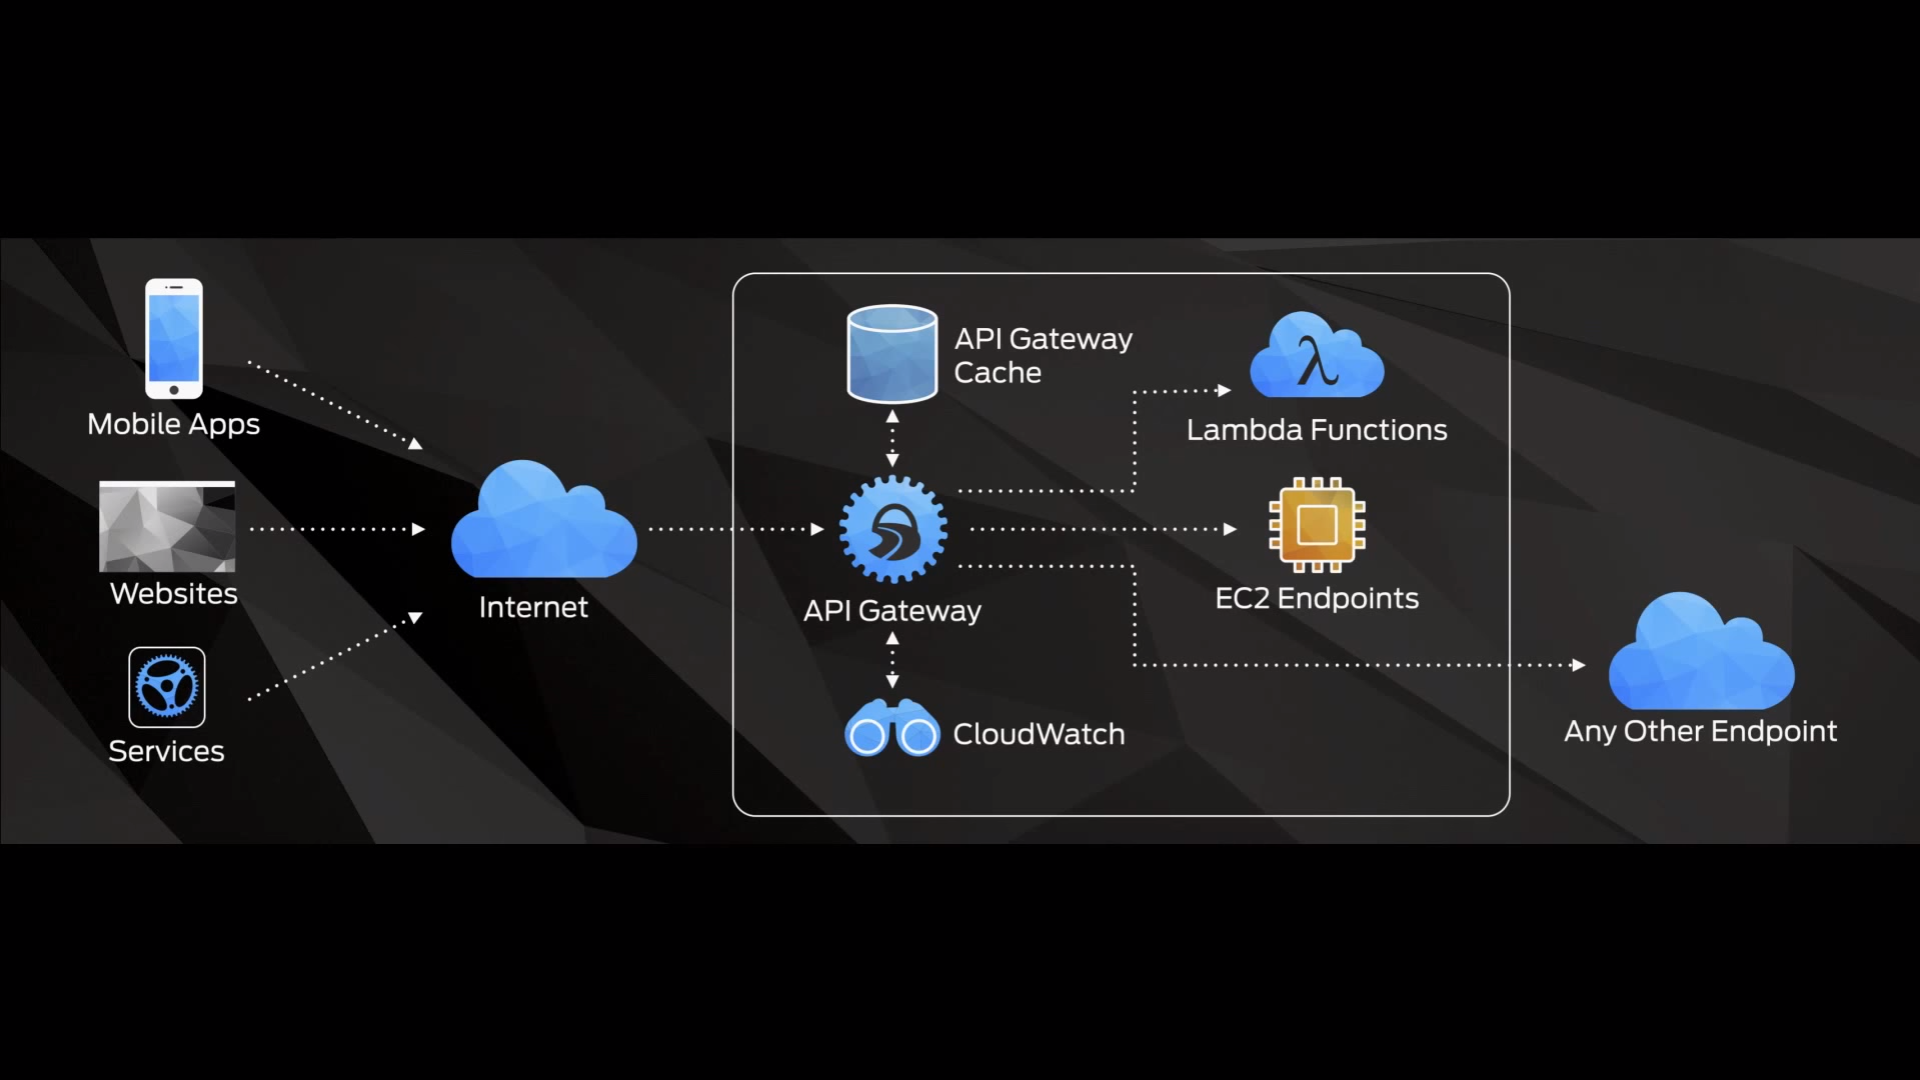 Mobile Apps
Websites
Services
Internet
API Gateway
Cache
API Gateway
CloudWatch
λ
Lambda Functions
EC2 Endpoints
Any Other Endpoint